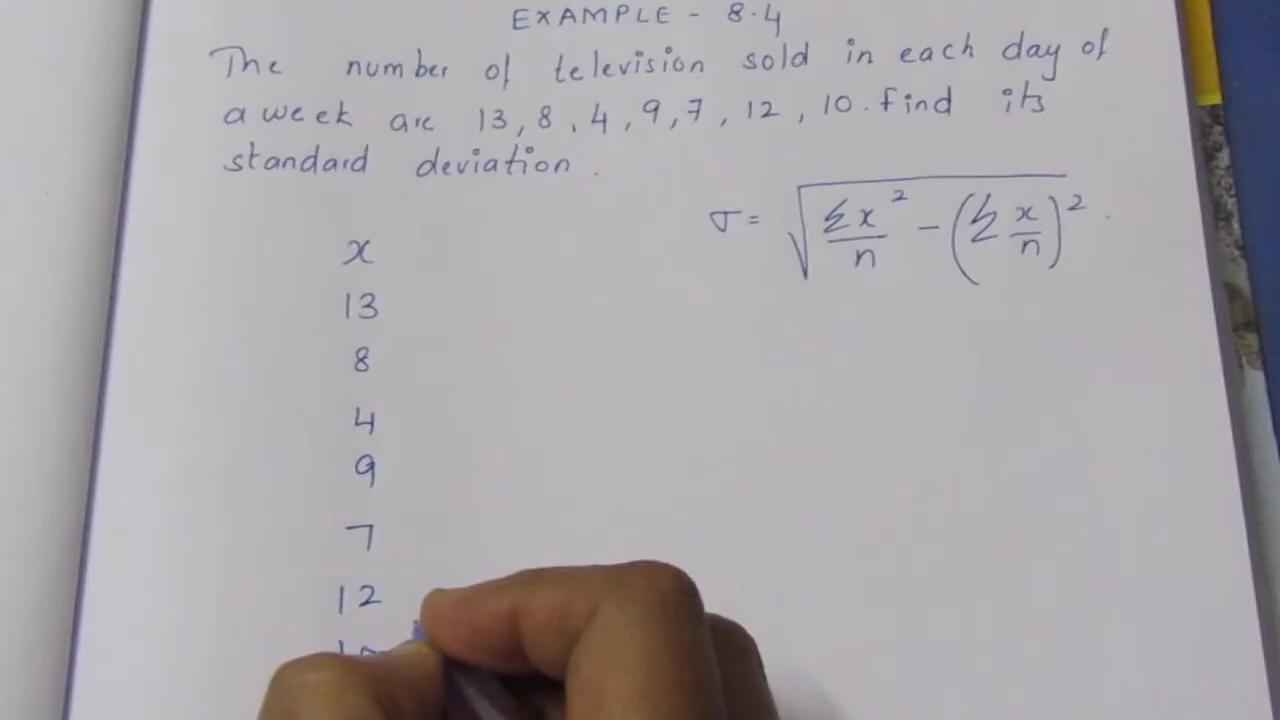 EXAMPLE - 8.4
The number of television sold in each day of
a week are 13, 8, 4, 9, 7, 12, 10. find its
standard deviation.
σ = √(Σx²/n - (Σx/n)²)
x
13
8
4
9
7
12